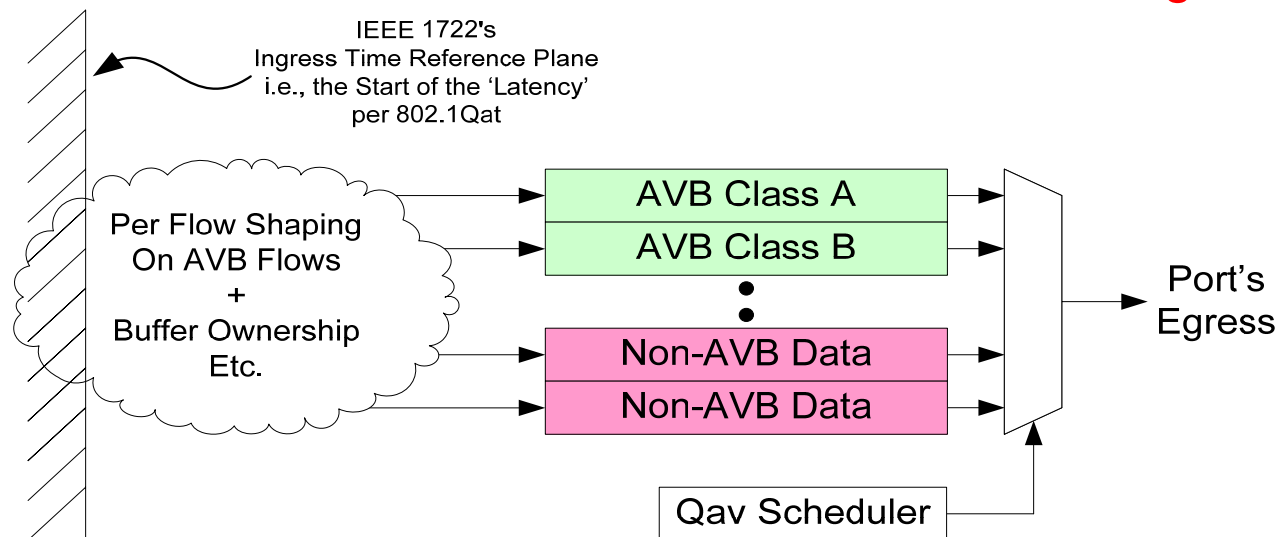 IEEE 1722's
Ingress Time Reference Plane
i.e., the Start of the ‘Latency’
per 802.1Qat
Per Flow Shaping
On AVB Flows
+
Buffer Ownership
Etc.
AVB Class A
AVB Class B
Non-AVB Data
Non-AVB Data
Qav Scheduler
Port’s
Egress